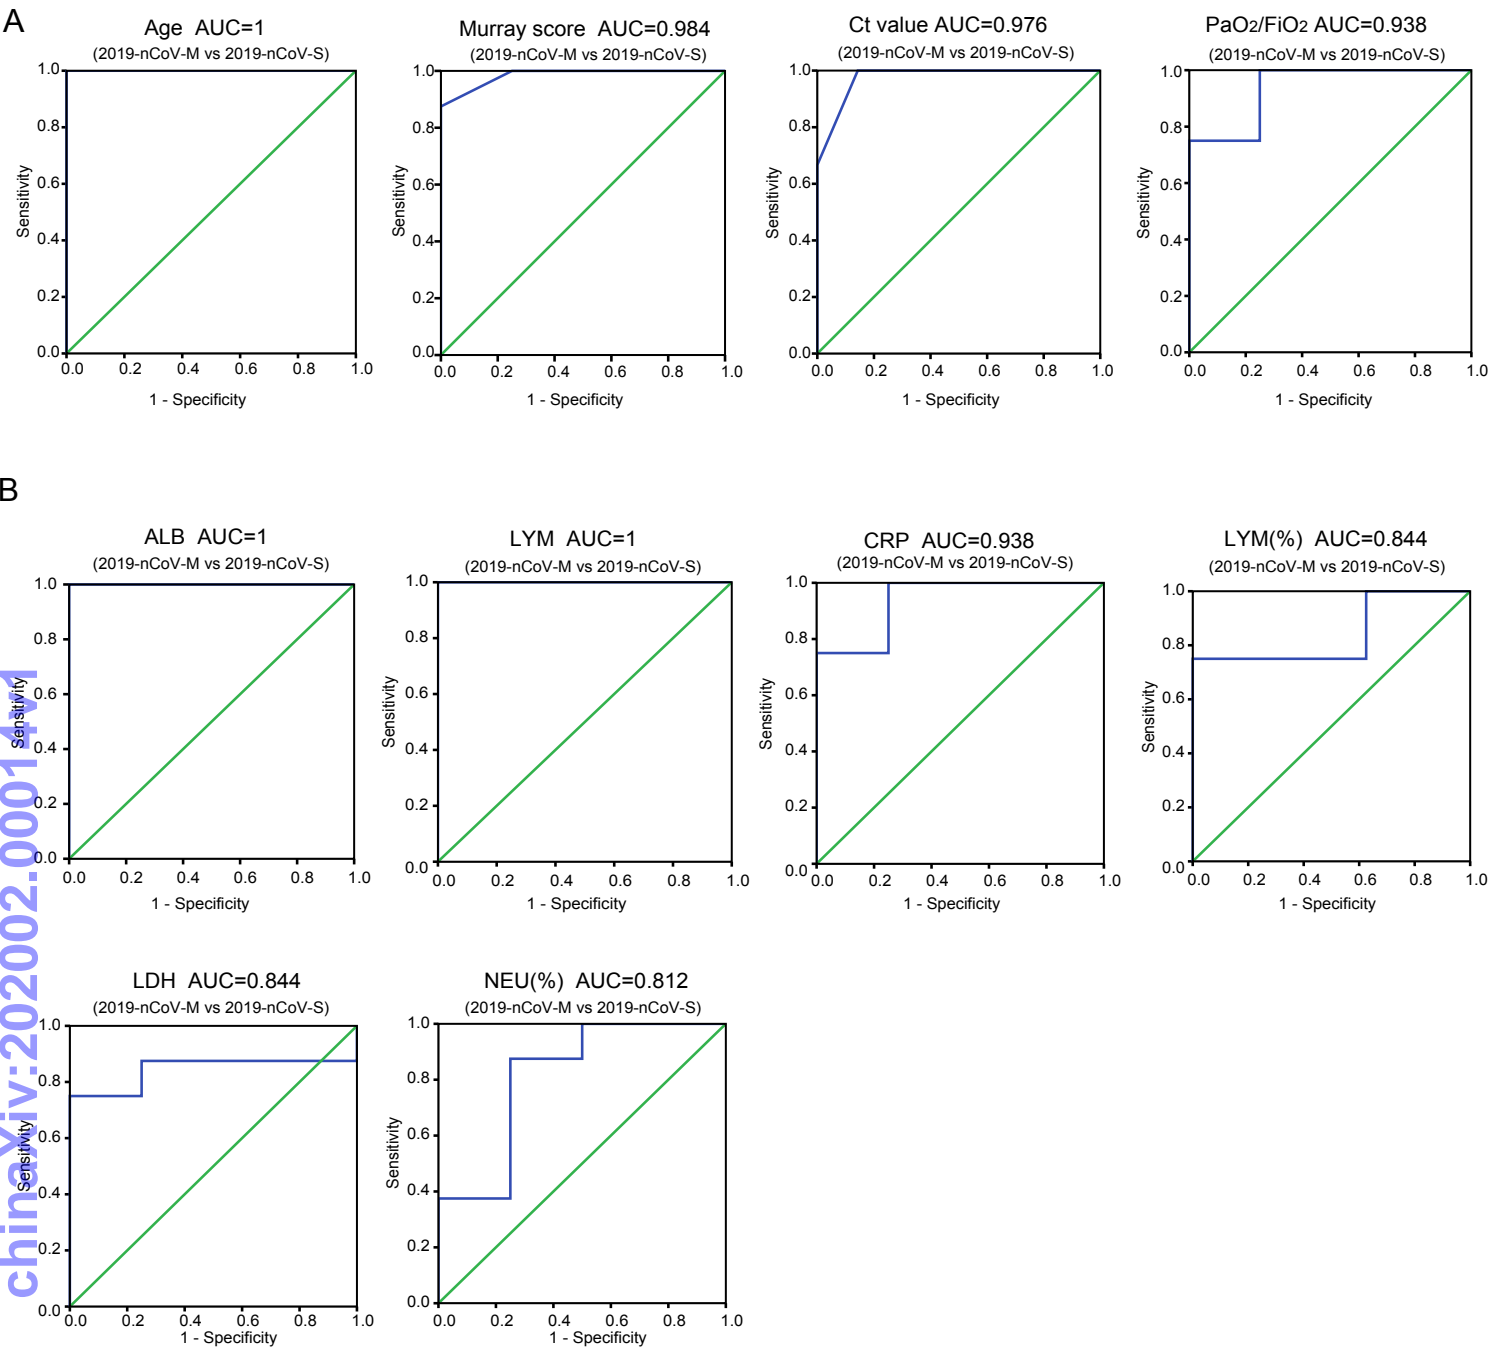 A
Age AUC=1
(2019-nCoV-M vs 2019-nCoV-S)
1.0
0.8
0.6
0.4
0.2
0.0
Sensitivity
0.0 0.2 0.4 0.6 0.8 1.0
1 - Specificity
Murray score AUC=0.984
(2019-nCoV-M vs 2019-nCoV-S)
1.0
0.8
0.6
0.4
0.2
0.0
Sensitivity
0.0 0.2 0.4 0.6 0.8 1.0
1 - Specificity
Ct value AUC=0.976
(2019-nCoV-M vs 2019-nCoV-S)
1.0
0.8
0.6
0.4
0.2
0.0
Sensitivity
0.0 0.2 0.4 0.6 0.8 1.0
1 - Specificity
PaO2/FiO2 AUC=0.938
(2019-nCoV-M vs 2019-nCoV-S)
1.0
0.8
0.6
0.4
0.2
0.0
Sensitivity
0.0 0.2 0.4 0.6 0.8 1.0
1 - Specificity
B
ALB AUC=1
(2019-nCoV-M vs 2019-nCoV-S)
1.0
0.8
0.6
0.4
0.2
0.0
Sensitivity
0.0 0.2 0.4 0.6 0.8 1.0
1 - Specificity
LYM AUC=1
(2019-nCoV-M vs 2019-nCoV-S)
1.0
0.8
0.6
0.4
0.2
0.0
Sensitivity
0.0 0.2 0.4 0.6 0.8 1.0
1 - Specificity
CRP AUC=0.938
(2019-nCoV-M vs 2019-nCoV-S)
1.0
0.8
0.6
0.4
0.2
0.0
Sensitivity
0.0 0.2 0.4 0.6 0.8 1.0
1 - Specificity
LYM(%) AUC=0.844
(2019-nCoV-M vs 2019-nCoV-S)
1.0
0.8
0.6
0.4
0.2
0.0
Sensitivity
0.0 0.2 0.4 0.6 0.8 1.0
1 - Specificity
LDH AUC=0.844
(2019-nCoV-M vs 2019-nCoV-S)
1.0
0.8
0.6
0.4
0.2
0.0
Sensitivity
0.0 0.2 0.4 0.6 0.8 1.0
1 - Specificity
NEU(%) AUC=0.812
(2019-nCoV-M vs 2019-nCoV-S)
1.0
0.8
0.6
0.4
0.2
0.0
Sensitivity
0.0 0.2 0.4 0.6 0.8 1.0
1 - Specificity
chinaXiv:202002.00014v1